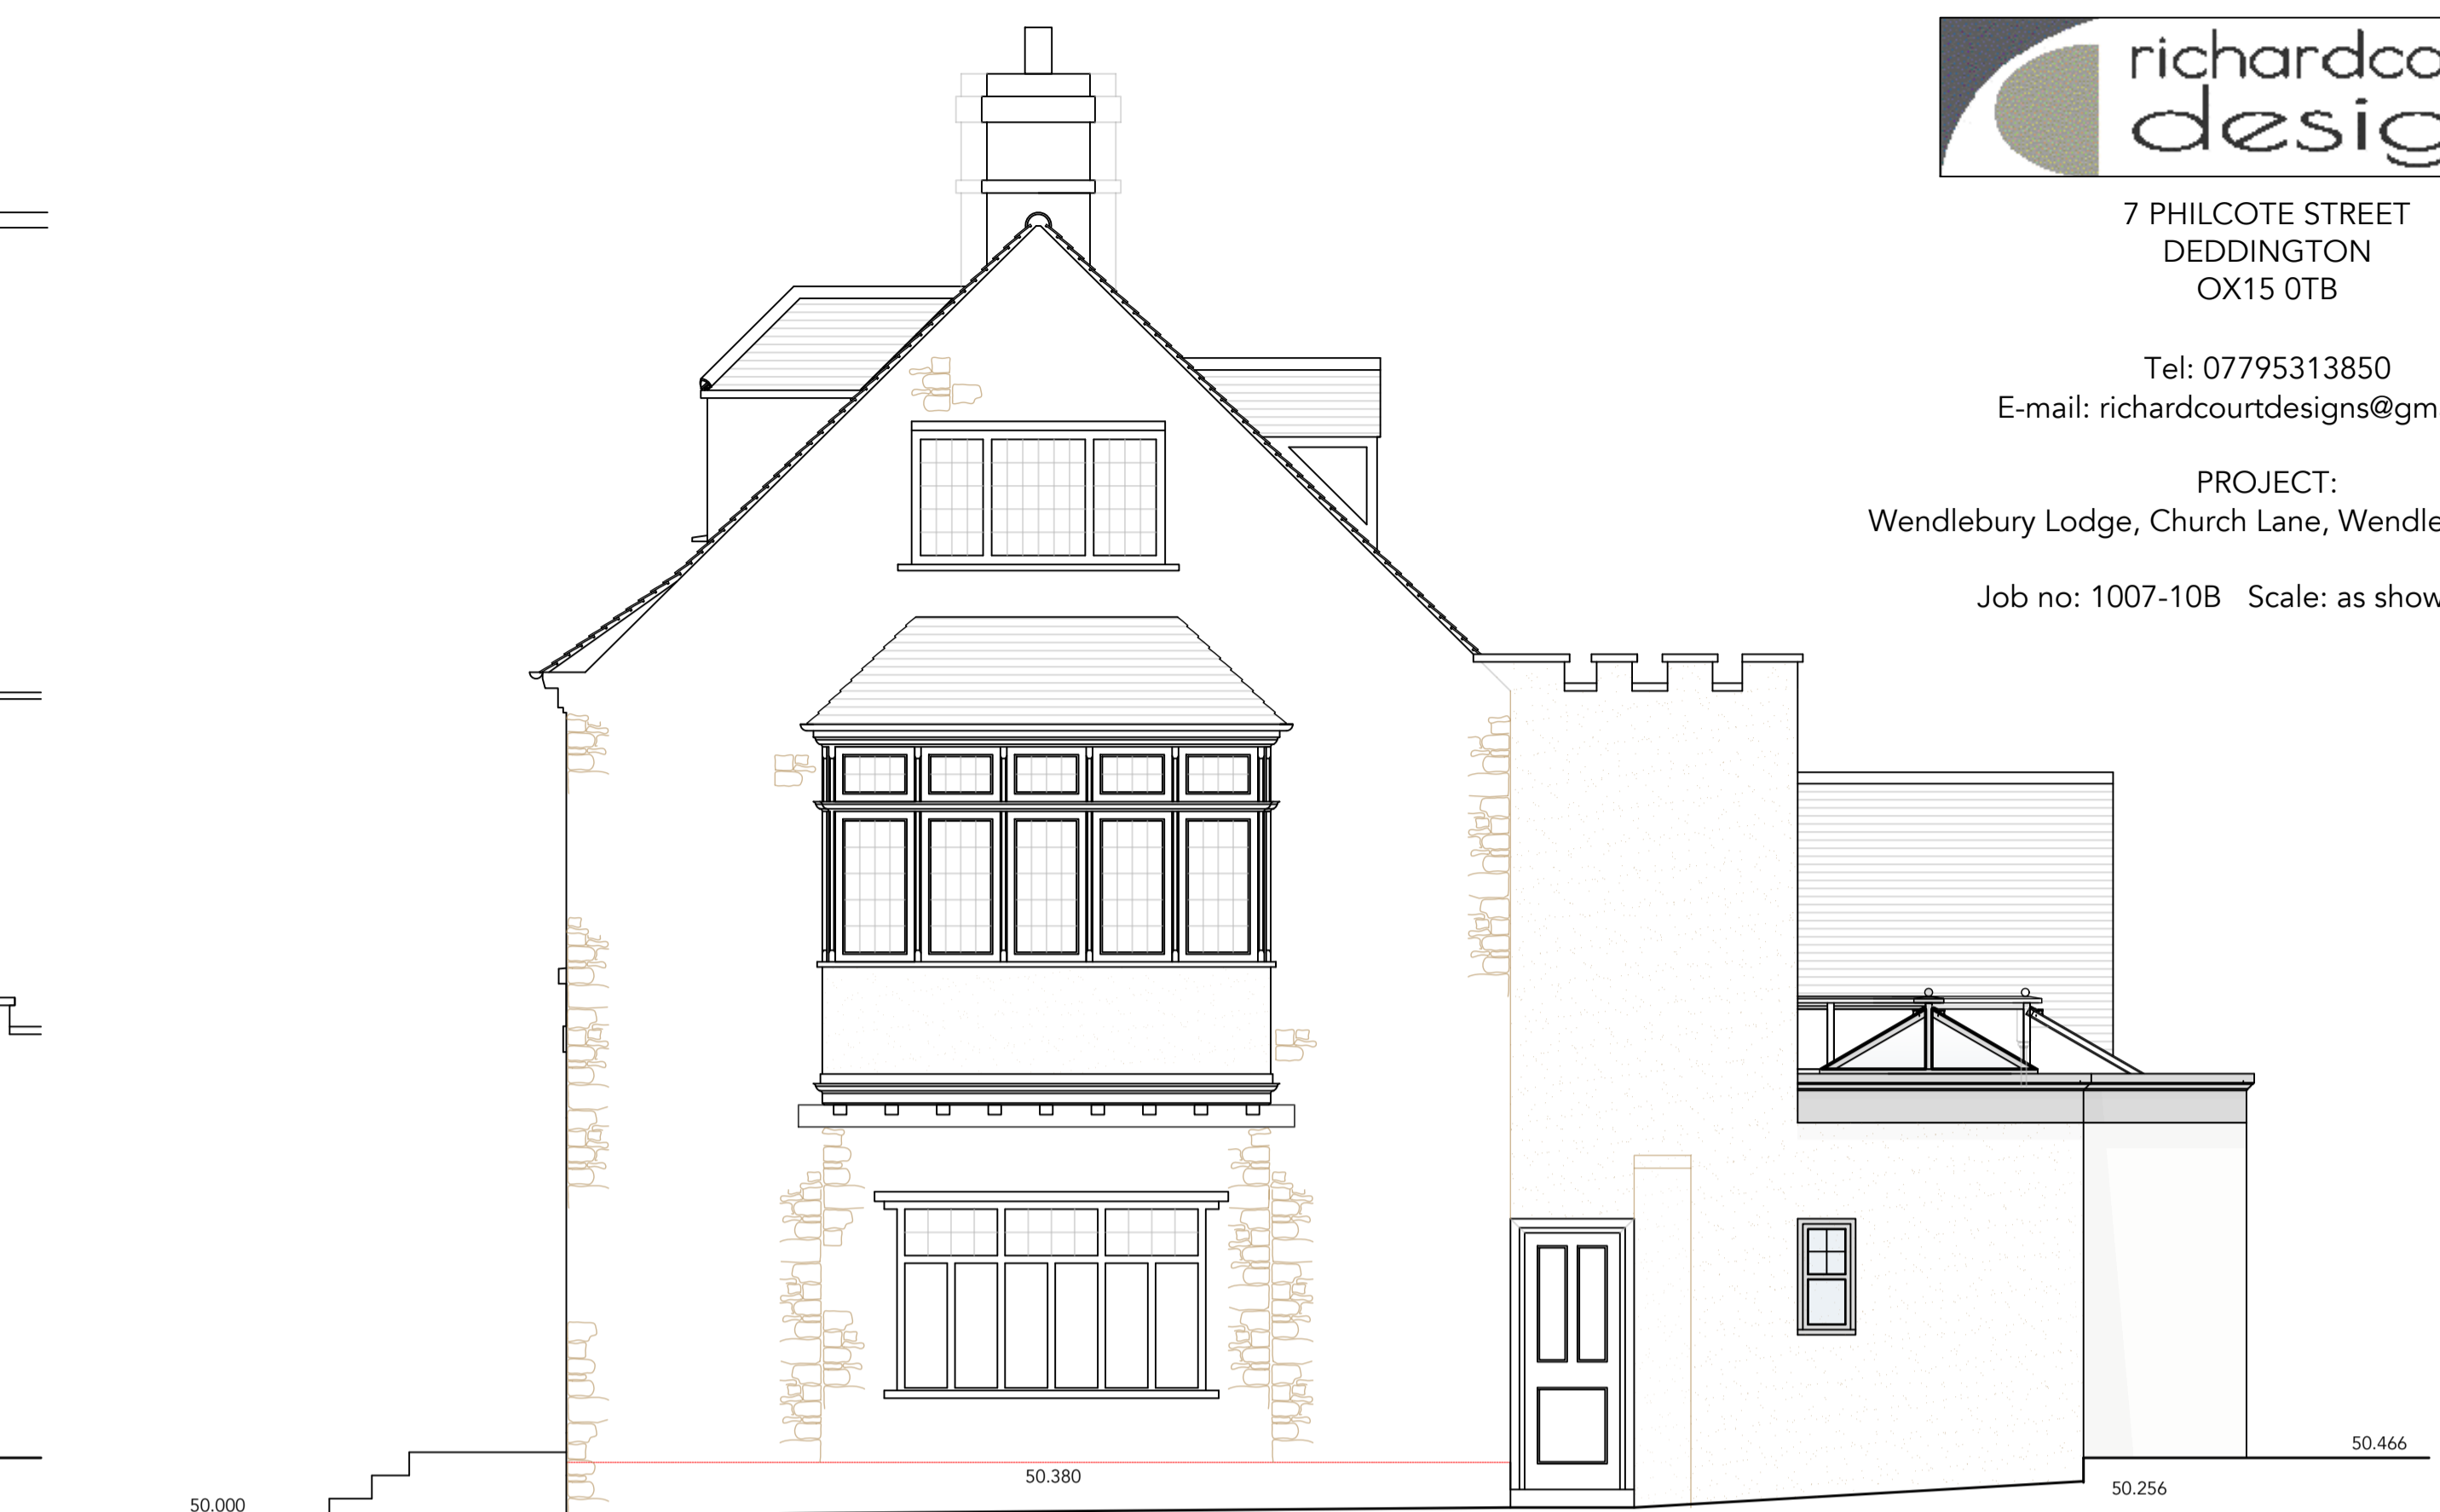 richardco
desig
7 PHILCOTE STREET
DEDDINGTON
OX15 0TB
Tel: 07795313850
E-mail: richardcourtdesigns@gm
PROJECT:
Wendlebury Lodge, Church Lane, Wendle
Job no: 1007-10B Scale: as show
50.466
50.380
50.256
50.000